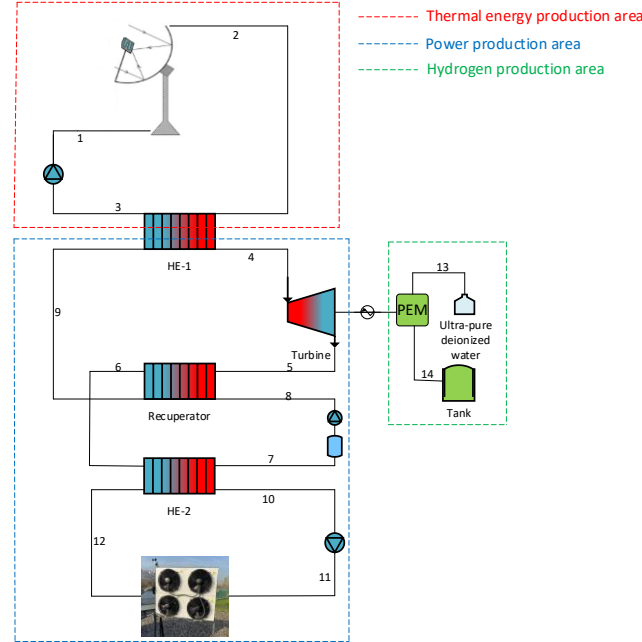 2
Thermal energy production area
Power production area
Hydrogen production area
1
3
HE-1
4
9
13
PEM
Ultra-pure
deionized
water
Turbine
6
5
14
8
Tank
Recuperator
7
HE-2
10
12
11